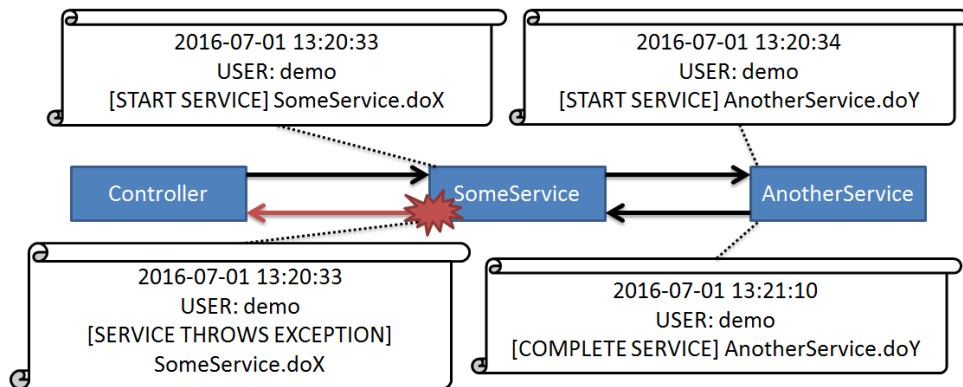 2016-07-01 13:20:33
USER: demo
[START SERVICE] SomeService.doX
2016-07-01 13:20:34
USER: demo
[START SERVICE] AnotherService.doY
Controller
SomeService
AnotherService
2016-07-01 13:20:33
USER: demo
[SERVICE THROWS EXCEPTION]
SomeService.doX
2016-07-01 13:21:10
USER: demo
[COMPLETE SERVICE] AnotherService.doY